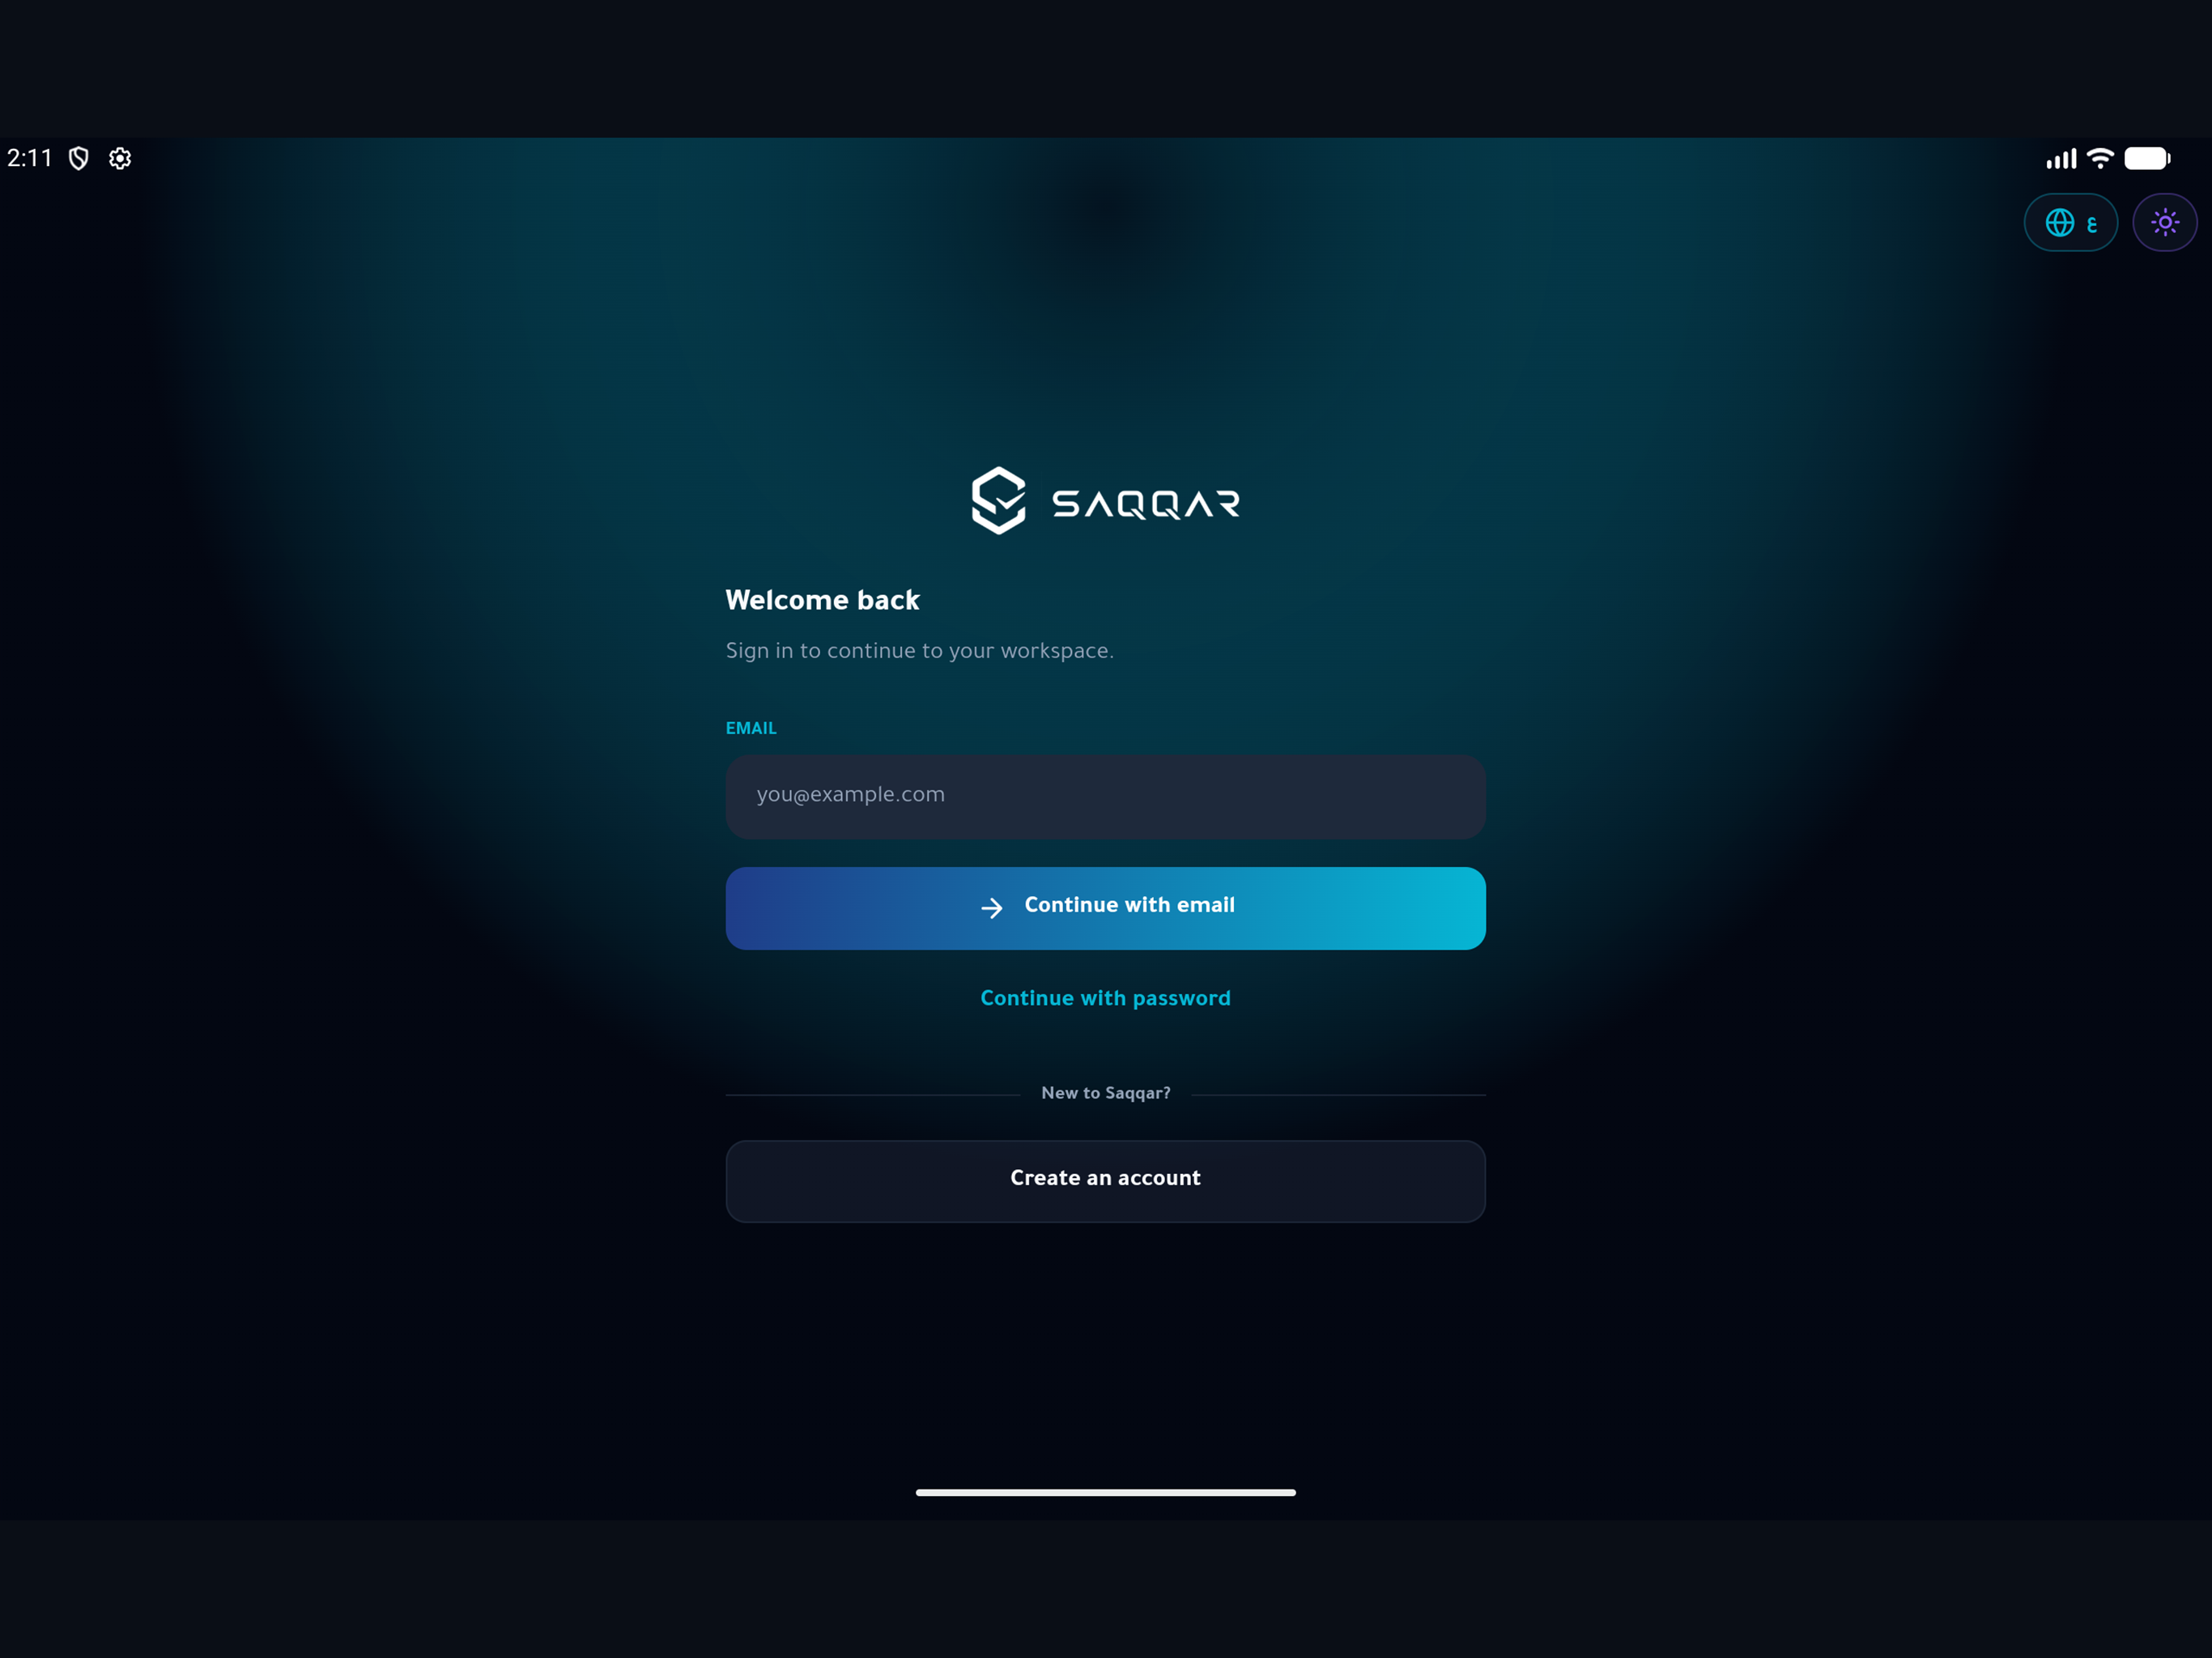 2:11
ع
SAQQAR
Welcome back
Sign in to continue to your workspace.
EMAIL
you@example.com
Continue with email
Continue with password
New to Saqqar?
Create an account